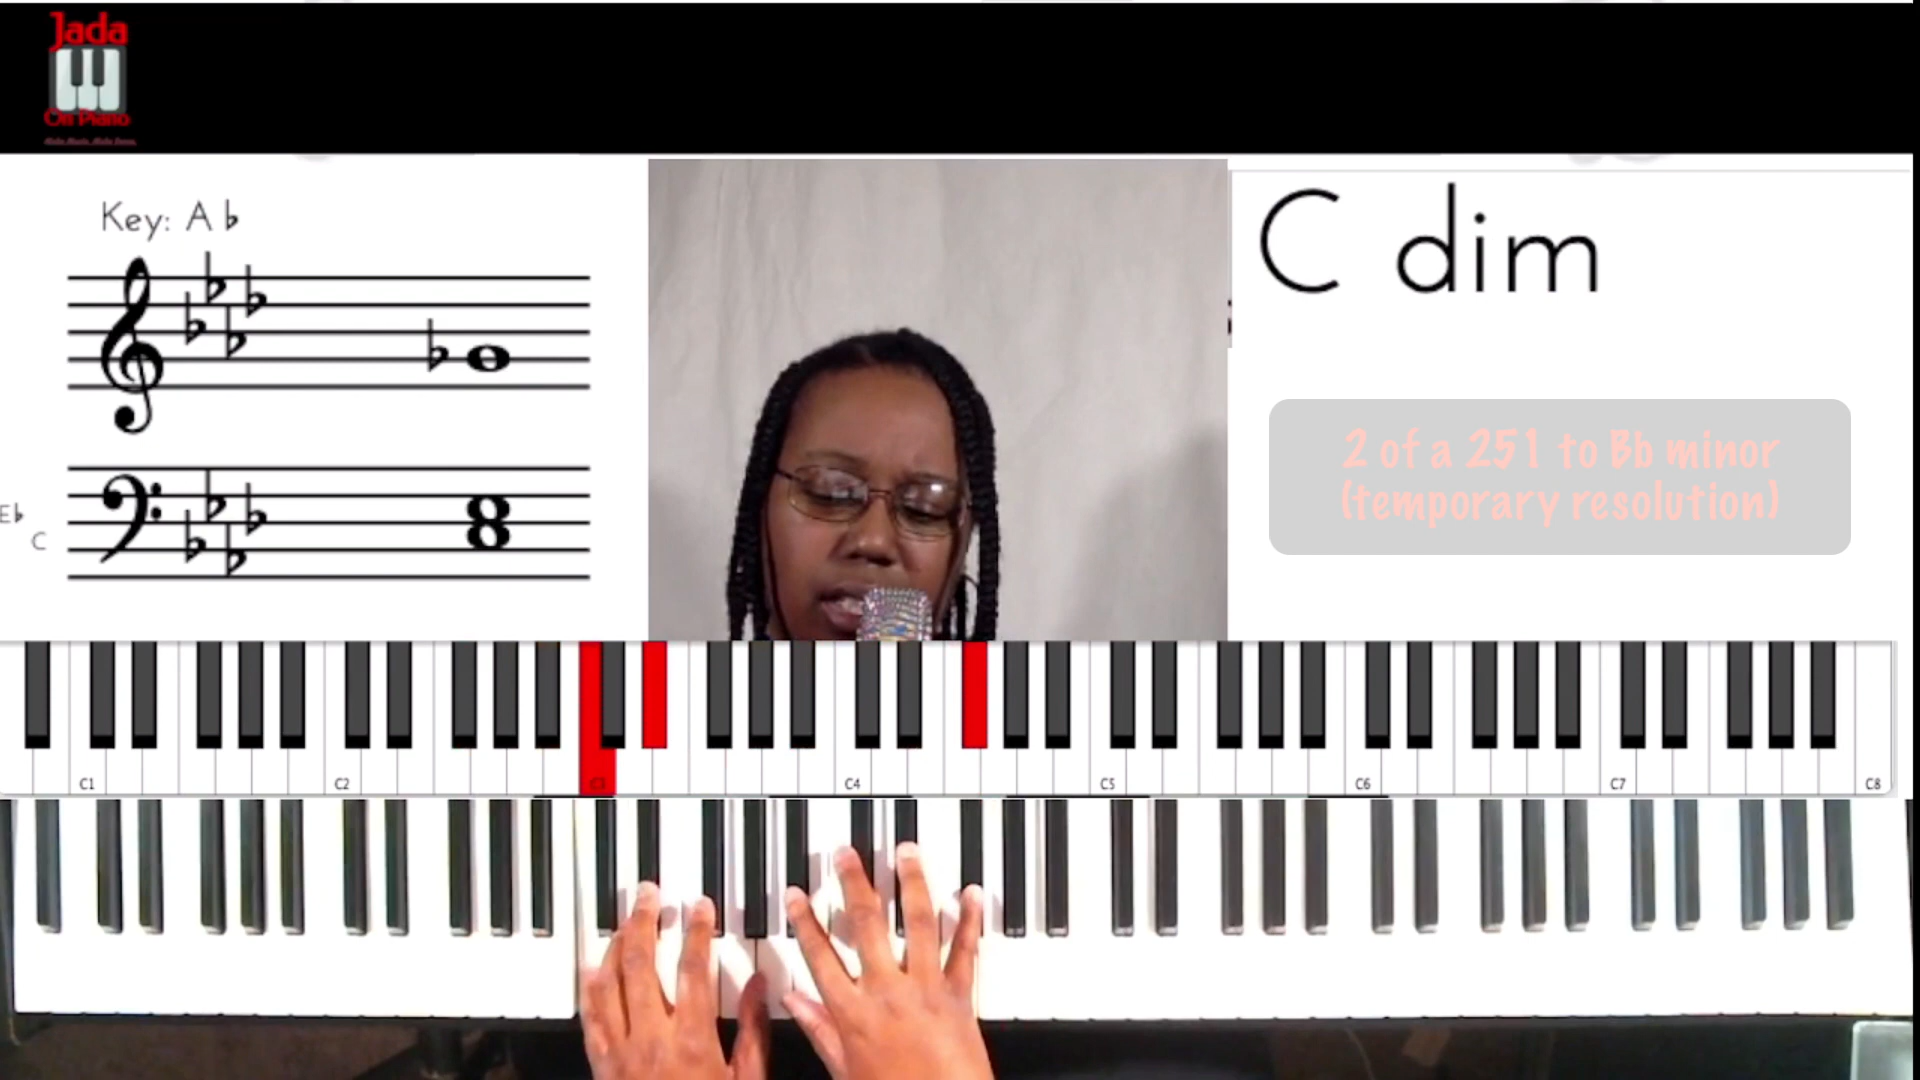 Jada
On Piano
Key: A♭
C dim
2 of a 251 to Bb minor
(temporary resolution)
E♭
C
C1 C2 C3 C4 C5 C6 C7 C8